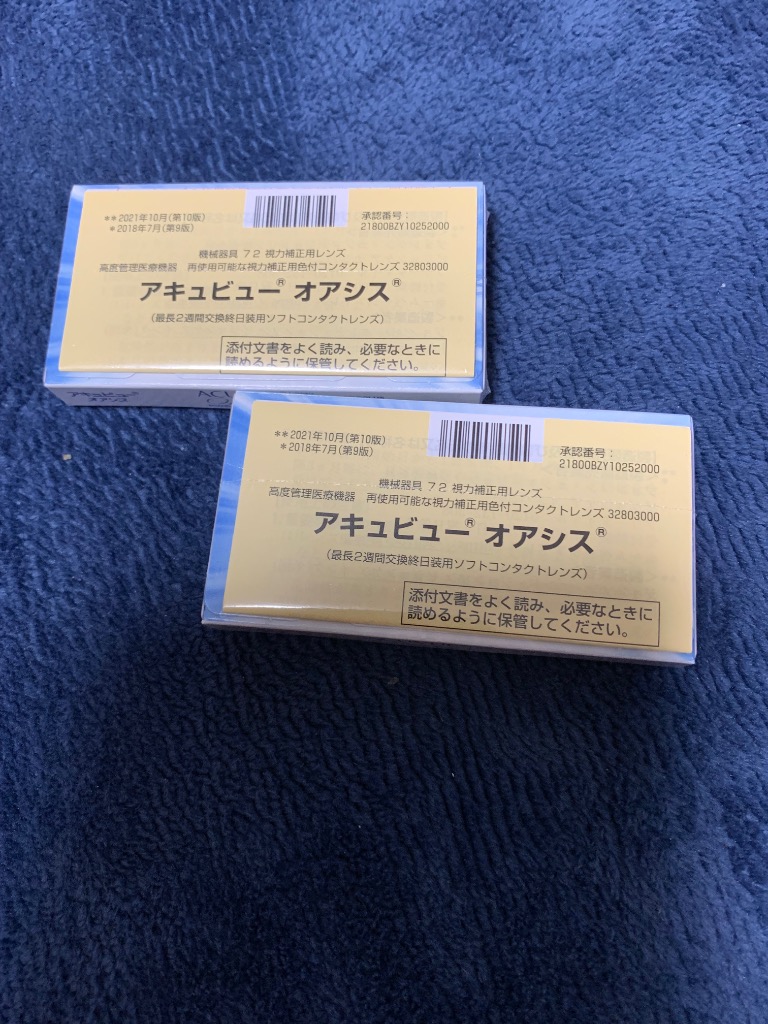 **2021年10月(第10版)
*2018年7月(第9版)
承認番号：
21800BZY10252000
機械器具 72 視力補正用レンズ
高度管理医療機器 再使用可能な視力補正用色付コンタクトレンズ 32803000
アキュビュー® オアシス®
(最長2週間交換終日装用ソフトコンタクトレンズ)
添付文書をよく読み、必要なときに
読めるように保管してください。
アキュビュー®
オアシス
**2021年10月(第10版)
*2018年7月(第9版)
承認番号：
21800BZY10252000
機械器具 72 視力補正用レンズ
高度管理医療機器 再使用可能な視力補正用色付コンタクトレンズ 32803000
アキュビュー® オアシス®
(最長2週間交換終日装用ソフトコンタクトレンズ)
添付文書をよく読み、必要なときに
読めるように保管してください。